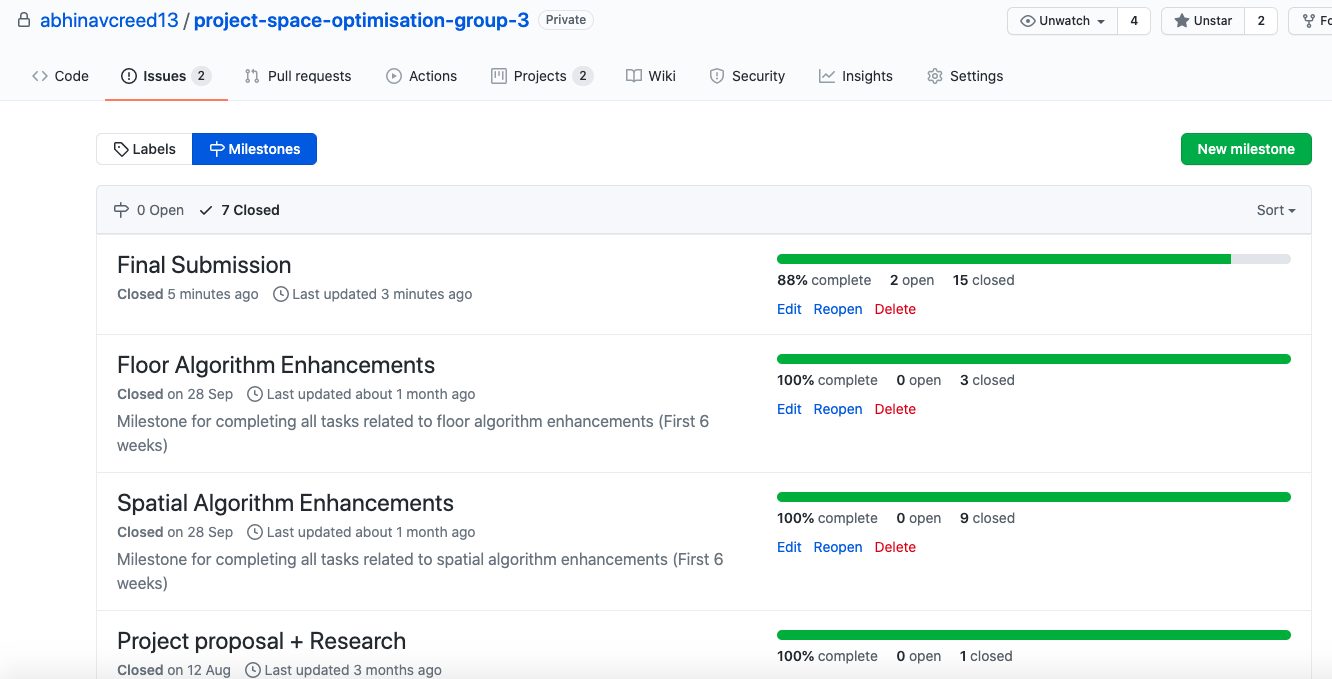 abhinavcreed13 / project-space-optimisation-group-3 Private
Unwatch 4 Unstar 2 Fo
Code Issues 2 Pull requests Actions Projects 2 Wiki Security Insights Settings
Labels Milestones
New milestone
0 Open 7 Closed
Sort
Final Submission
Closed 5 minutes ago Last updated 3 minutes ago
88% complete 2 open 15 closed
Edit Reopen Delete
Floor Algorithm Enhancements
Closed on 28 Sep Last updated about 1 month ago
Milestone for completing all tasks related to floor algorithm enhancements (First 6
weeks)
100% complete 0 open 3 closed
Edit Reopen Delete
Spatial Algorithm Enhancements
Closed on 28 Sep Last updated about 1 month ago
Milestone for completing all tasks related to spatial algorithm enhancements (First 6
weeks)
100% complete 0 open 9 closed
Edit Reopen Delete
Project proposal + Research
Closed on 12 Aug Last updated 3 months ago
100% complete 0 open 1 closed